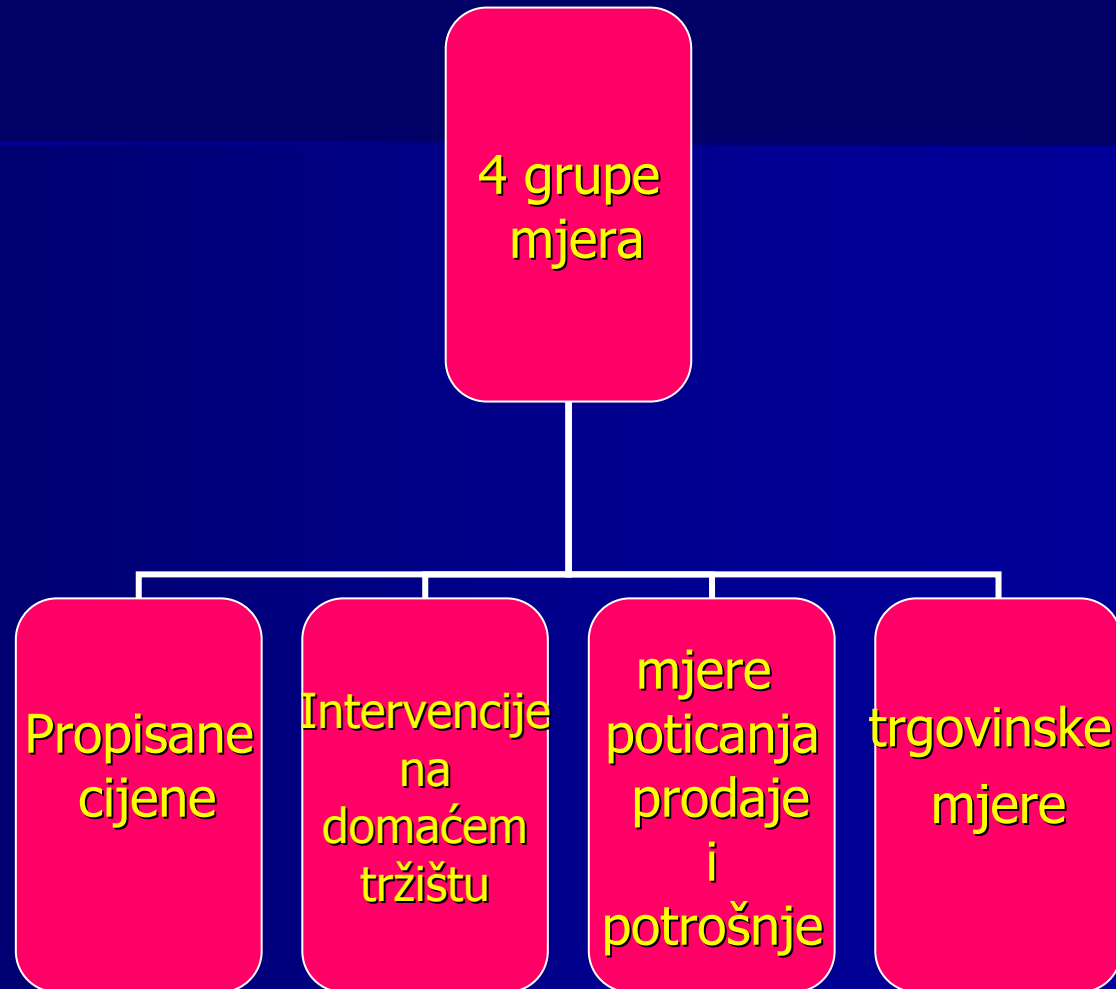 4 grupe
mjera
Propisane
cijene
Intervencije
na
domaćem
tržištu
mjere
poticanja
prodaje
i
potrošnje
trgovinske
mjere